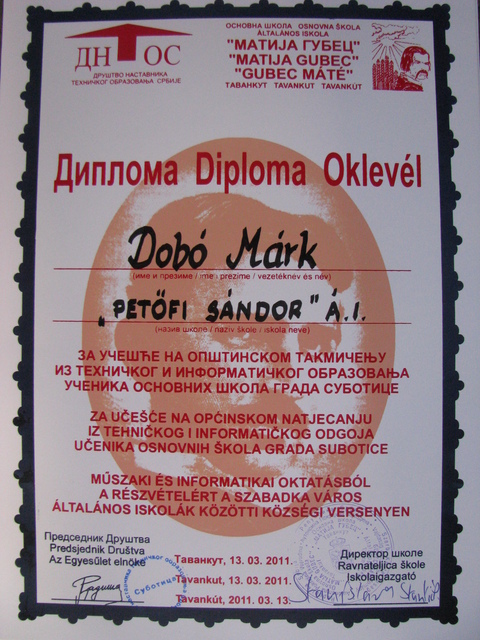 ДНТОС
ДРУШТВО НАСТАВНИКА
ТЕХНИЧКОГ ОБРАЗОВАЊА СРБИЈЕ
ОСНОВНА ШКОЛА OSNOVNA ŠKOLA
ÁLTALÁNOS ISKOLA
"МАТИЈА ГУБЕЦ"
"MATIJA GUBEC"
"GUBEC MÁTÉ"
ТАВАНКУТ TAVANKUT TAVANKÚT
Диплома Diploma Oklevél
Dobó Márk
(име и презиме / ime i prezime / vezetéknév és név)
„PETŐFI SÁNDOR" Á.I.
(назив школе / naziv škole / iskola neve)
ЗА УЧЕШЋЕ НА ОПШТИНСКОМ ТАКМИЧЕЊУ
ИЗ ТЕХНИЧКОГ И ИНФОРМАТИЧКОГ ОБРАЗОВАЊА
УЧЕНИКА ОСНОВНИХ ШКОЛА ГРАДА СУБОТИЦЕ
ZA UČEŠĆE NA OPĆINSKOM NATJECANJU
IZ TEHNIČKOG I INFORMATIČKOG ODGOJA
UČENIKA OSNOVNIH ŠKOLA GRADA SUBOTICE
MŰSZAKI ÉS INFORMATIKAI OKTATÁSBÓL
A RÉSZVÉTELÉRT A SZABADKA VÁROS
ÁLTALÁNOS ISKOLÁK KÖZÖTTI KÖZSÉGI VERSENYEN
Председник Друштва
Predsjednik Društva
Az Egyesület elnöke
Таванкут, 13. 03. 2011.
Tavankut, 13. 03. 2011.
Tavankút, 2011. 03. 13.
Суботица
Директор школе
Ravnateljica škole
Iskolaigazgató